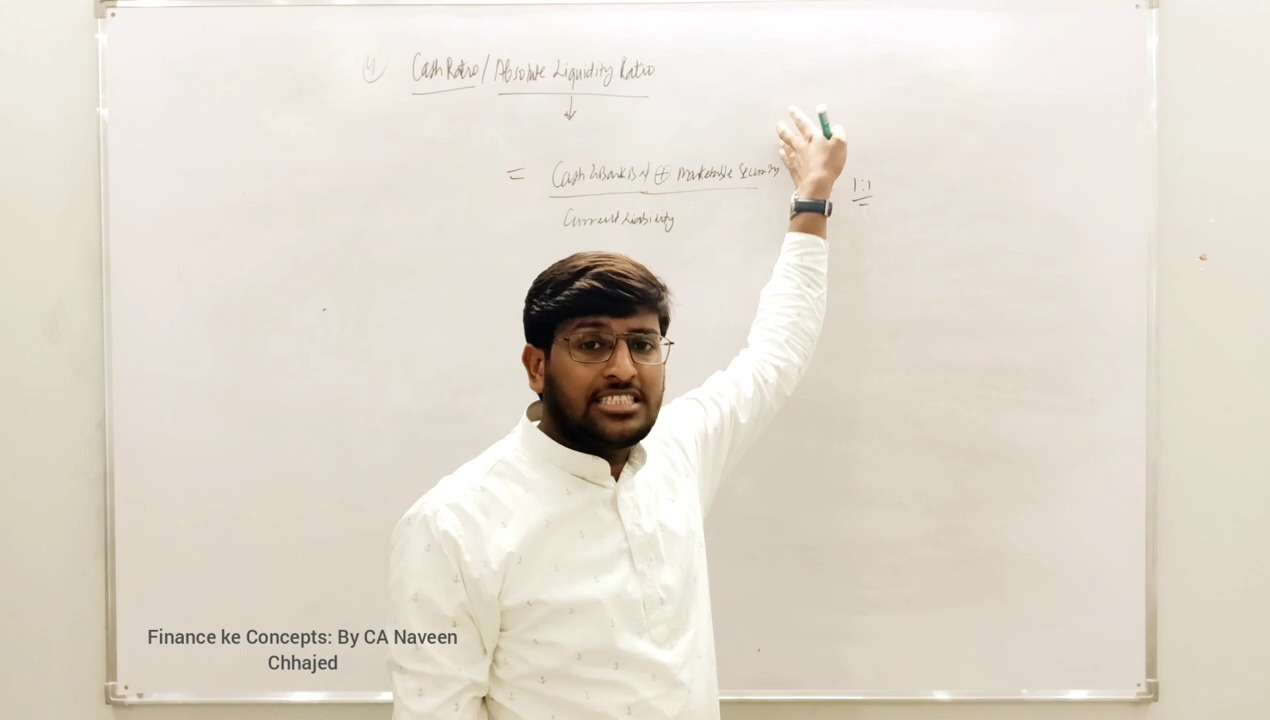 4) Cash Ratio / Absolute Liquidity Ratio
↓
= Cash & Bank Bal ⊕ Marketable Security
1:1
Current Liability
Finance ke Concepts: By CA Naveen
Chhajed